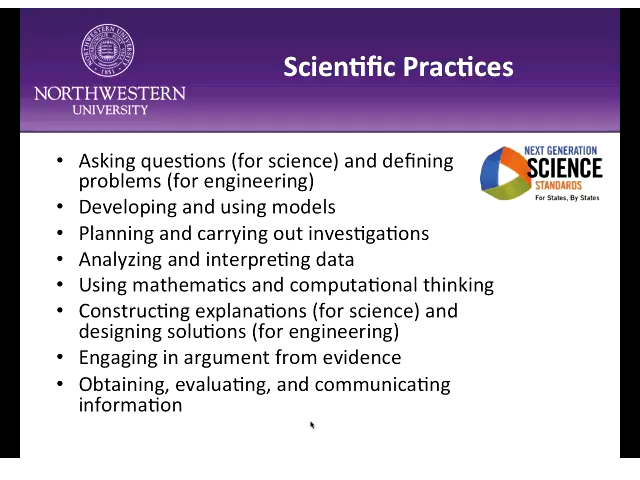 NORTHWESTERN
UNIVERSITY
Scientific Practices
NEXT GENERATION
SCIENCE
STANDARDS
For States, By States
• Asking questions (for science) and defining
problems (for engineering)
• Developing and using models
• Planning and carrying out investigations
• Analyzing and interpreting data
• Using mathematics and computational thinking
• Constructing explanations (for science) and
designing solutions (for engineering)
• Engaging in argument from evidence
• Obtaining, evaluating, and communicating
information